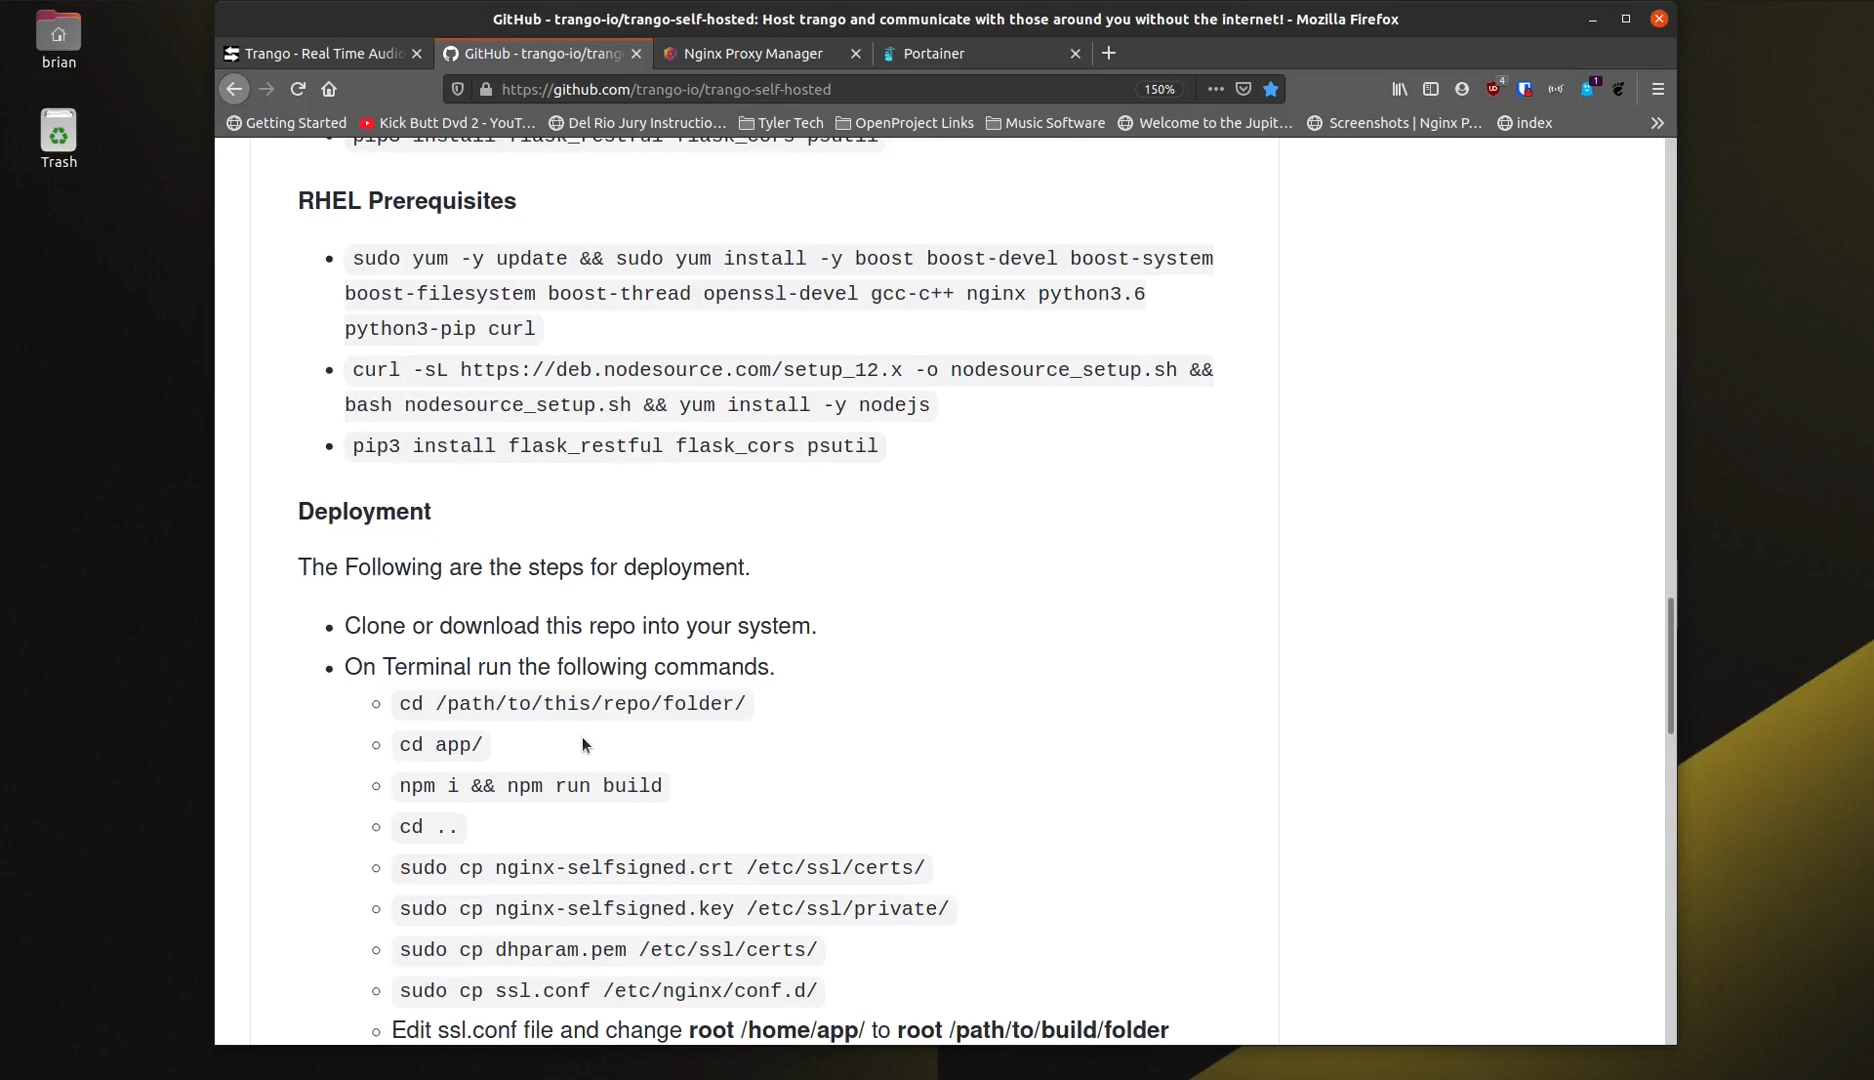 brian
Trash
GitHub - trango-io/trango-self-hosted: Host trango and communicate with those around you without the internet! - Mozilla Firefox
Trango - Real Time Audio
GitHub - trango-io/trang
Nginx Proxy Manager
Portainer
https://github.com/trango-io/trango-self-hosted
150%
4
1
Getting Started
Kick Butt Dvd 2 - YouT…
Del Rio Jury Instructio…
Tyler Tech
OpenProject Links
Music Software
Welcome to the Jupit…
Screenshots | Nginx P…
index
pip3 install flask_restful flask_cors psutil
RHEL Prerequisites
sudo yum -y update && sudo yum install -y boost boost-devel boost-system
boost-filesystem boost-thread openssl-devel gcc-c++ nginx python3.6
python3-pip curl
curl -sL https://deb.nodesource.com/setup_12.x -o nodesource_setup.sh &&
bash nodesource_setup.sh && yum install -y nodejs
pip3 install flask_restful flask_cors psutil
Deployment
The Following are the steps for deployment.
Clone or download this repo into your system.
On Terminal run the following commands.
cd /path/to/this/repo/folder/
cd app/
npm i && npm run build
cd ..
sudo cp nginx-selfsigned.crt /etc/ssl/certs/
sudo cp nginx-selfsigned.key /etc/ssl/private/
sudo cp dhparam.pem /etc/ssl/certs/
sudo cp ssl.conf /etc/nginx/conf.d/
Edit ssl.conf file and change root /home/app/ to root /path/to/build/folder